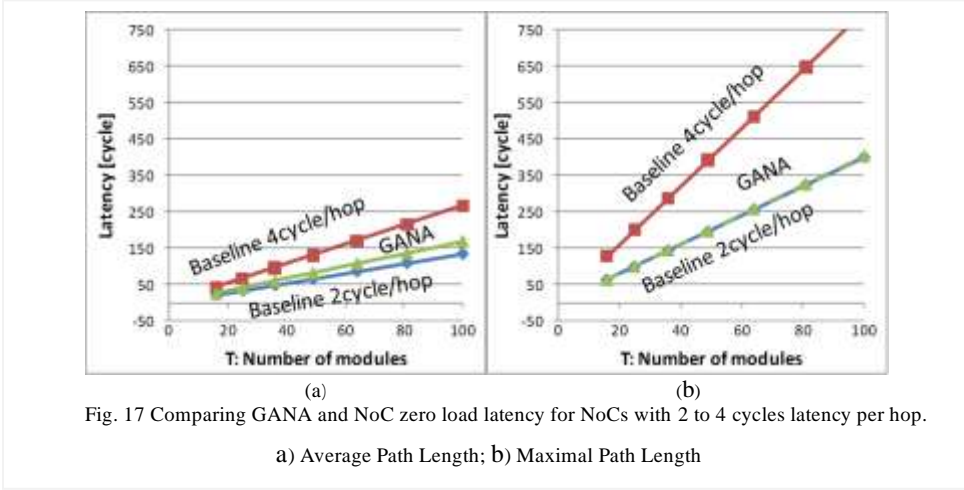 750
650
550
450
350
250
150
50
-50
Latency [cycle]
Baseline 4cycle/hop
GANA
Baseline 2cycle/hop
0
20
40
60
80
100
T: Number of modules
(a)
750
650
550
450
350
250
150
50
-50
Latency [cycle]
Baseline 4cycle/hop
GANA
Baseline 2cycle/hop
0
20
40
60
80
100
T: Number of modules
(b)
Fig. 17 Comparing GANA and NoC zero load latency for NoCs with 2 to 4 cycles latency per hop.
a) Average Path Length; b) Maximal Path Length